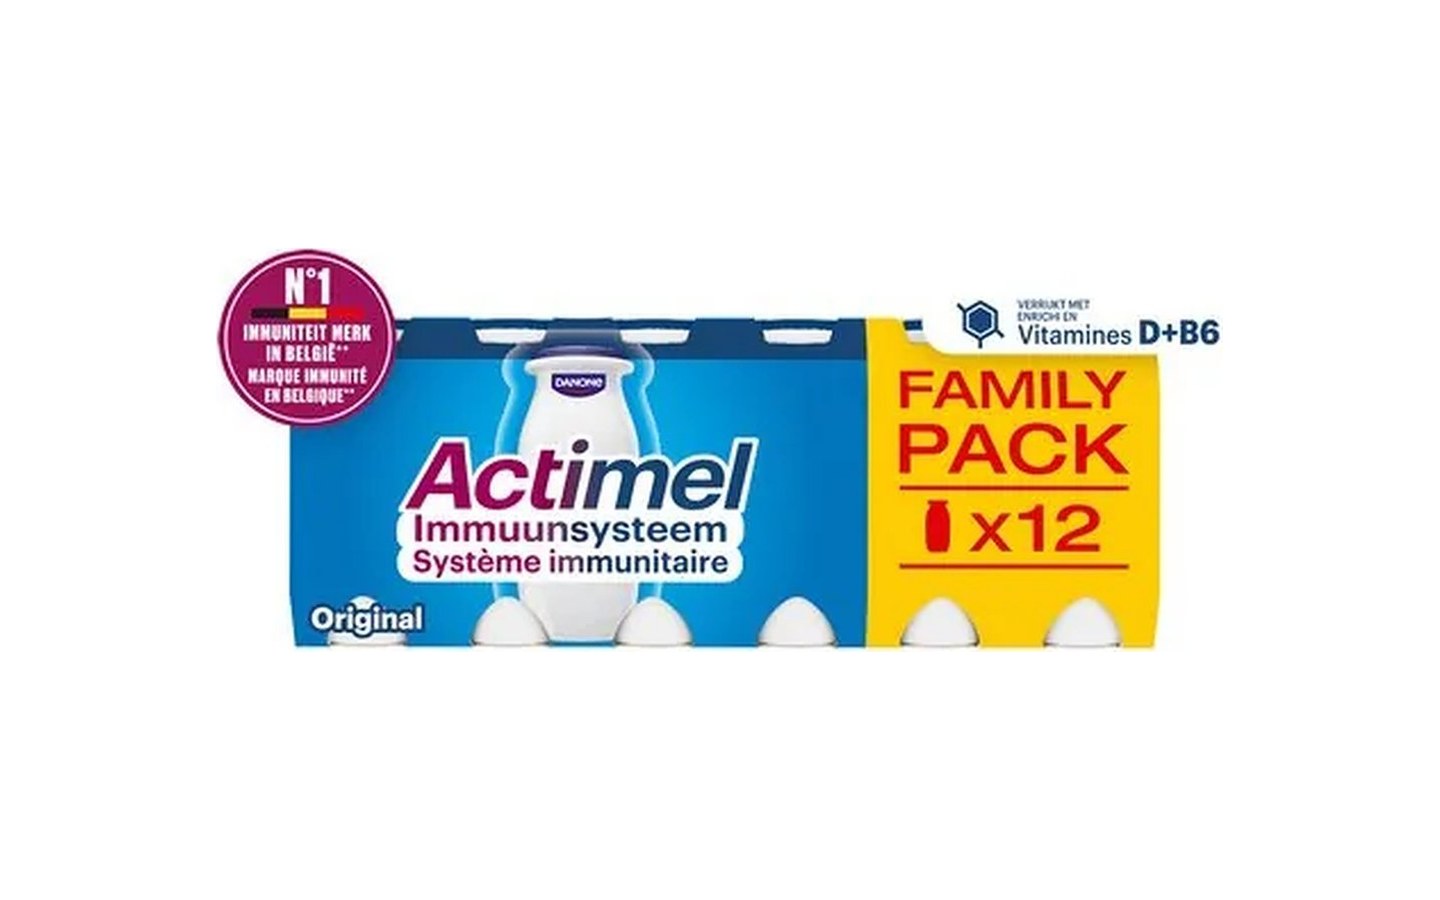 N°1
IMMUNITEIT MERK
IN BELGIË**
MARQUE IMMUNITÉ
EN BELGIQUE**
VERRIJKT MET
ENRICHI EN
Vitamines D+B6
DANONE
Actimel
Immuunsysteem
Système immunitaire
Original
FAMILY
PACK
x12